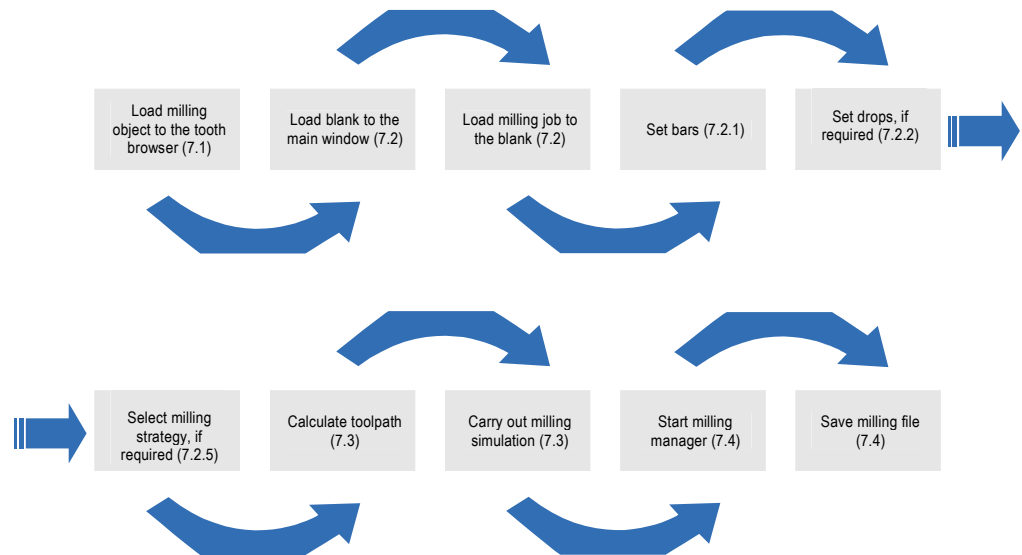 Load milling
object to the tooth
browser (7.1)
Load blank to the
main window (7.2)
Load milling job to
the blank (7.2)
Set bars (7.2.1)
Set drops, if
required (7.2.2)
Select milling
strategy, if
required (7.2.5)
Calculate toolpath
(7.3)
Carry out milling
simulation (7.3)
Start milling
manager (7.4)
Save milling file
(7.4)